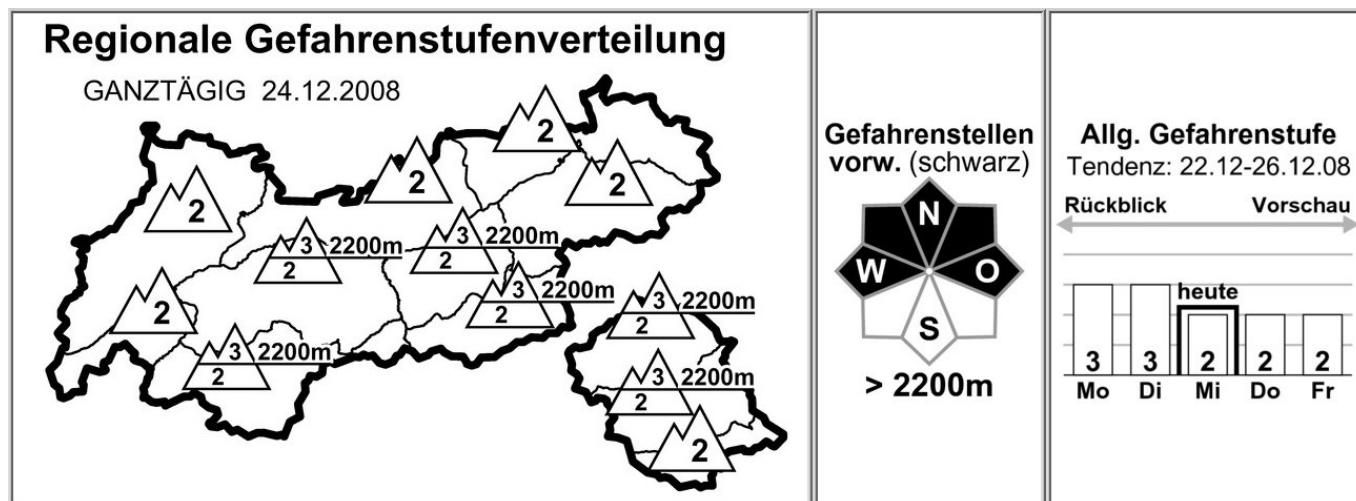 Regionale Gefahrenstufenverteilung
GANZTÄGIG 24.12.2008
2
2
2
2
3 2200m
2
3 2200m
2
3 2200m
2
2
3 2200m
2
3 2200m
2
3 2200m
2
2
Gefahrenstellen
vorw. (schwarz)
N
W O
S
> 2200m
Allg. Gefahrenstufe
Tendenz: 22.12-26.12.08
Rückblick Vorschau
heute
3 3 2 2 2
Mo Di Mi Do Fr